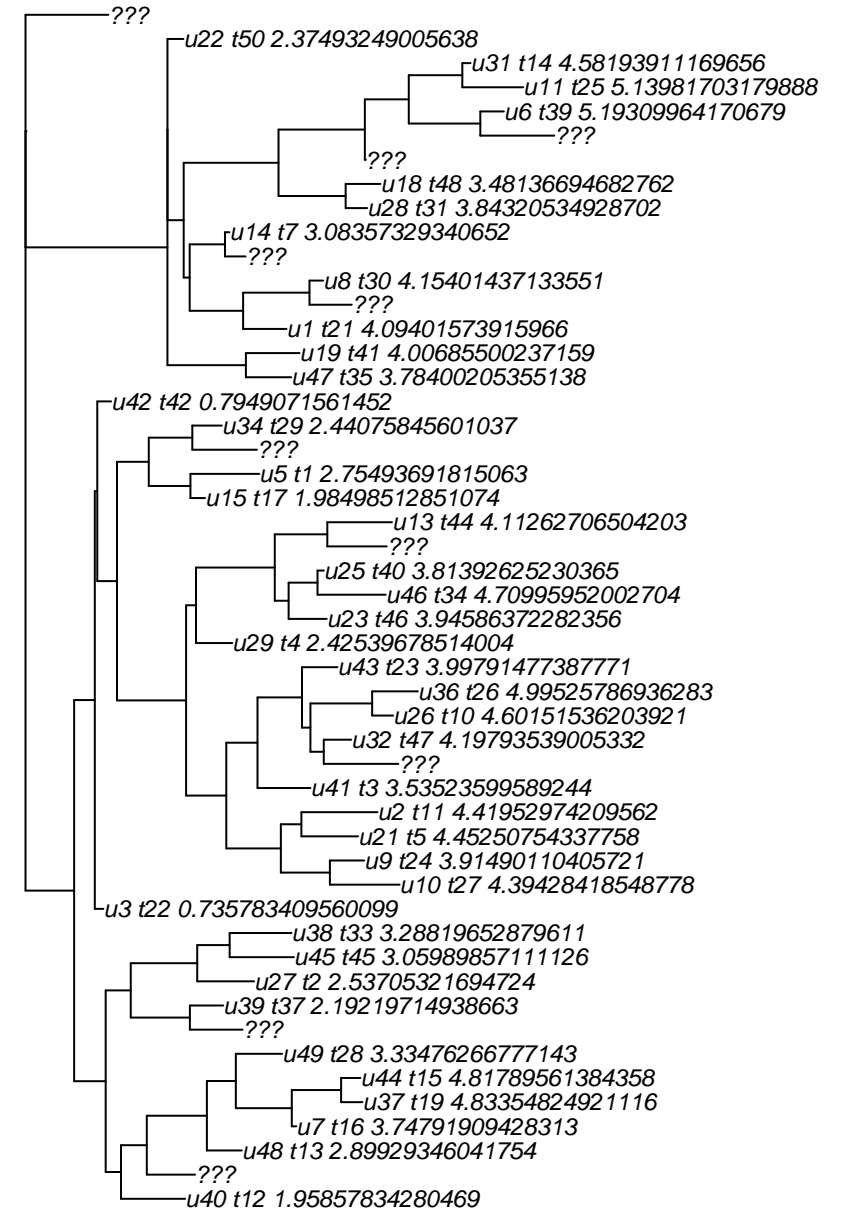 ???
u22 t50 2.37493249005638
u31 t14 4.58193911169656
u11 t25 5.13981703179888
u6 t39 5.19309964170679
???
???
u18 t48 3.48136694682762
u28 t31 3.84320534928702
u14 t7 3.08357329340652
???
u8 t30 4.15401437133551
???
u1 t21 4.09401573915966
u19 t41 4.00685500237159
u47 t35 3.78400205355138
u42 t42 0.7949071561452
u34 t29 2.44075845601037
???
u5 t1 2.75493691815063
u15 t17 1.98498512851074
u13 t44 4.11262706504203
???
u25 t40 3.81392625230365
u46 t34 4.70995952002704
u23 t46 3.94586372282356
u29 t4 2.42539678514004
u43 t23 3.99791477387771
u36 t26 4.99525786936283
u26 t10 4.60151536203921
u32 t47 4.19793539005332
???
u41 t3 3.53523599589244
u2 t11 4.41952974209562
u21 t5 4.45250754337758
u9 t24 3.91490110405721
u10 t27 4.39428418548778
u3 t22 0.735783409560099
u38 t33 3.28819652879611
u45 t45 3.05989857111126
u27 t2 2.53705321694724
u39 t37 2.19219714938663
???
u49 t28 3.33476266777143
u44 t15 4.81789561384358
u37 t19 4.83354824921116
u7 t16 3.74791909428313
u48 t13 2.89929346041754
???
u40 t12 1.95857834280469